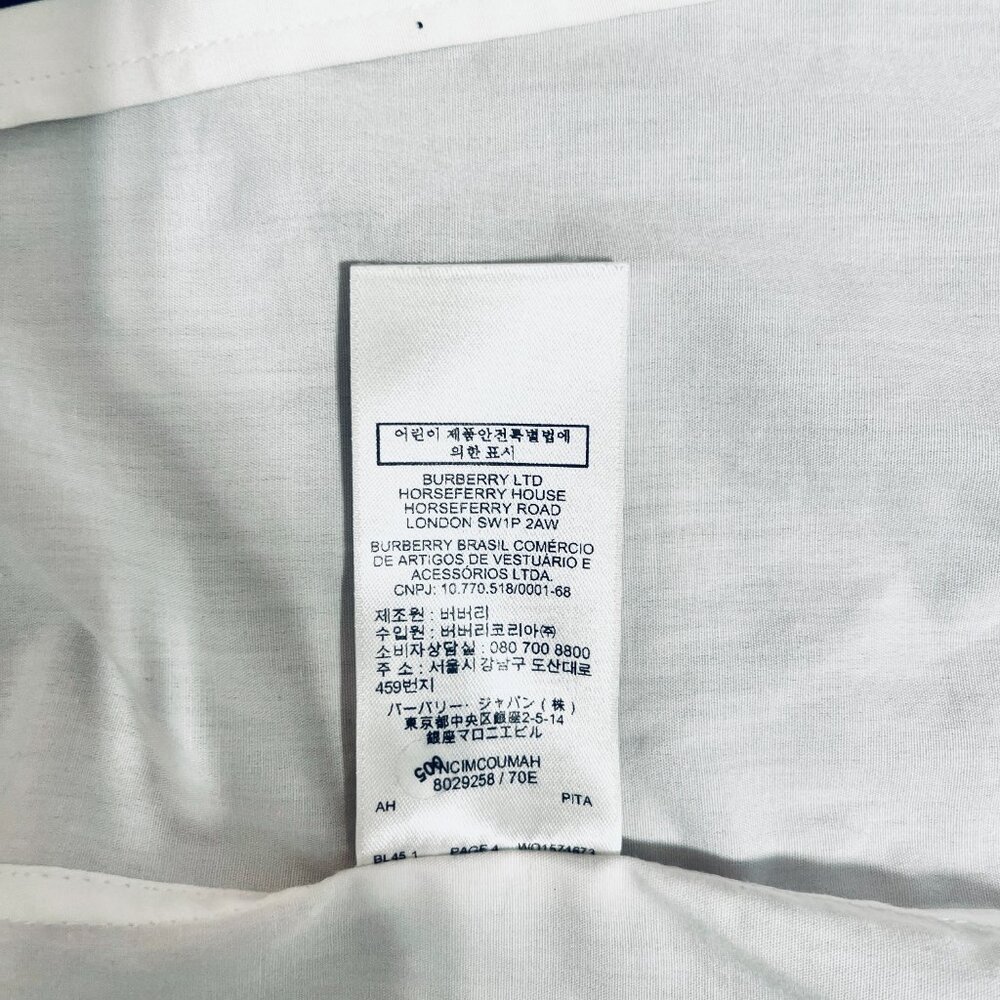 어린이 제품안전특별법에
의한 표시
BURBERRY LTD
HORSEFERRY HOUSE
HORSEFERRY ROAD
LONDON SW1P 2AW
BURBERRY BRASIL COMÉRCIO
DE ARTIGOS DE VESTUÁRIO E
ACESSÓRIOS LTDA.
CNPJ: 10.770.518/0001-68
제조원 : 버버리
수입원 : 버버리코리아㈜
소비자상담실 : 080 700 8800
주 소 : 서울시 강남구 도산대로
459번지
バーバリー・ジャパン(株)
東京都中央区銀座2-5-14
銀座マロニエビル
605
NCIMCOUMAH
8029258 / 70E
AH PITA
BL45.1 PAGE 4 WO1574673